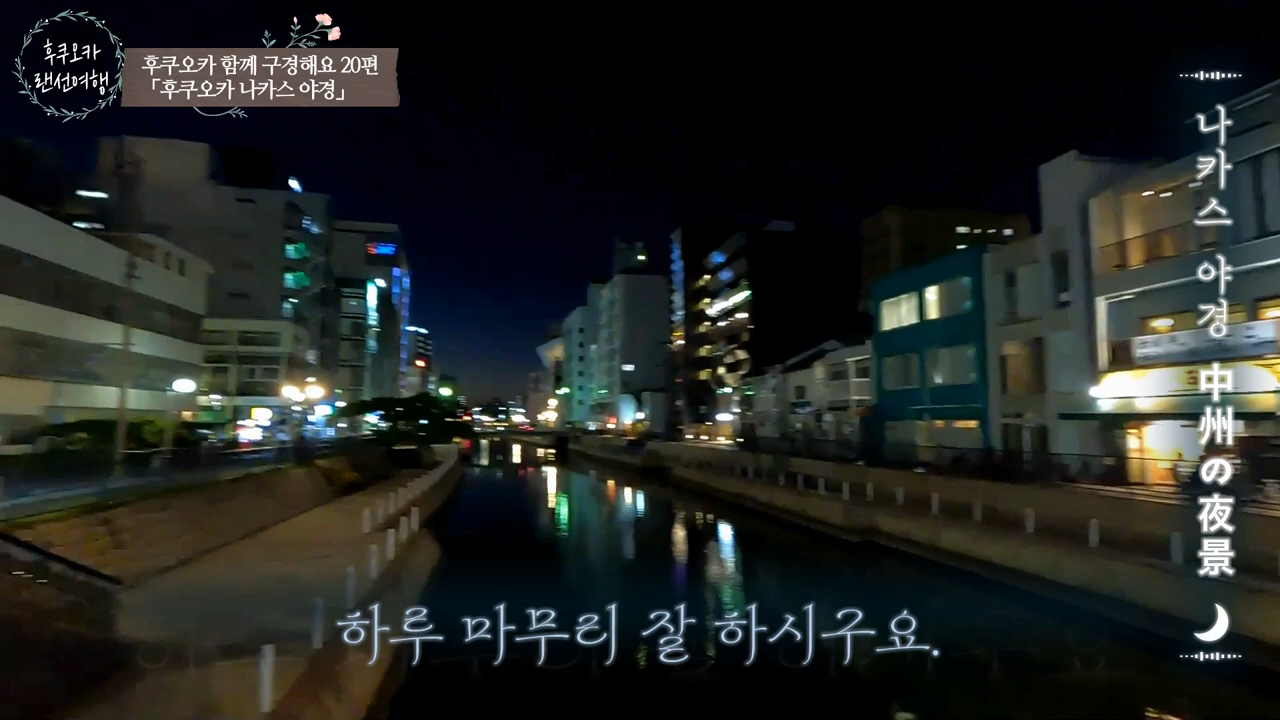 후쿠오카
랜선여행
후쿠오카 함께 구경해요 20편
「후쿠오카 나카스 야경」
나카스 야경 中州の夜景
하루 마무리 잘 하시구요.